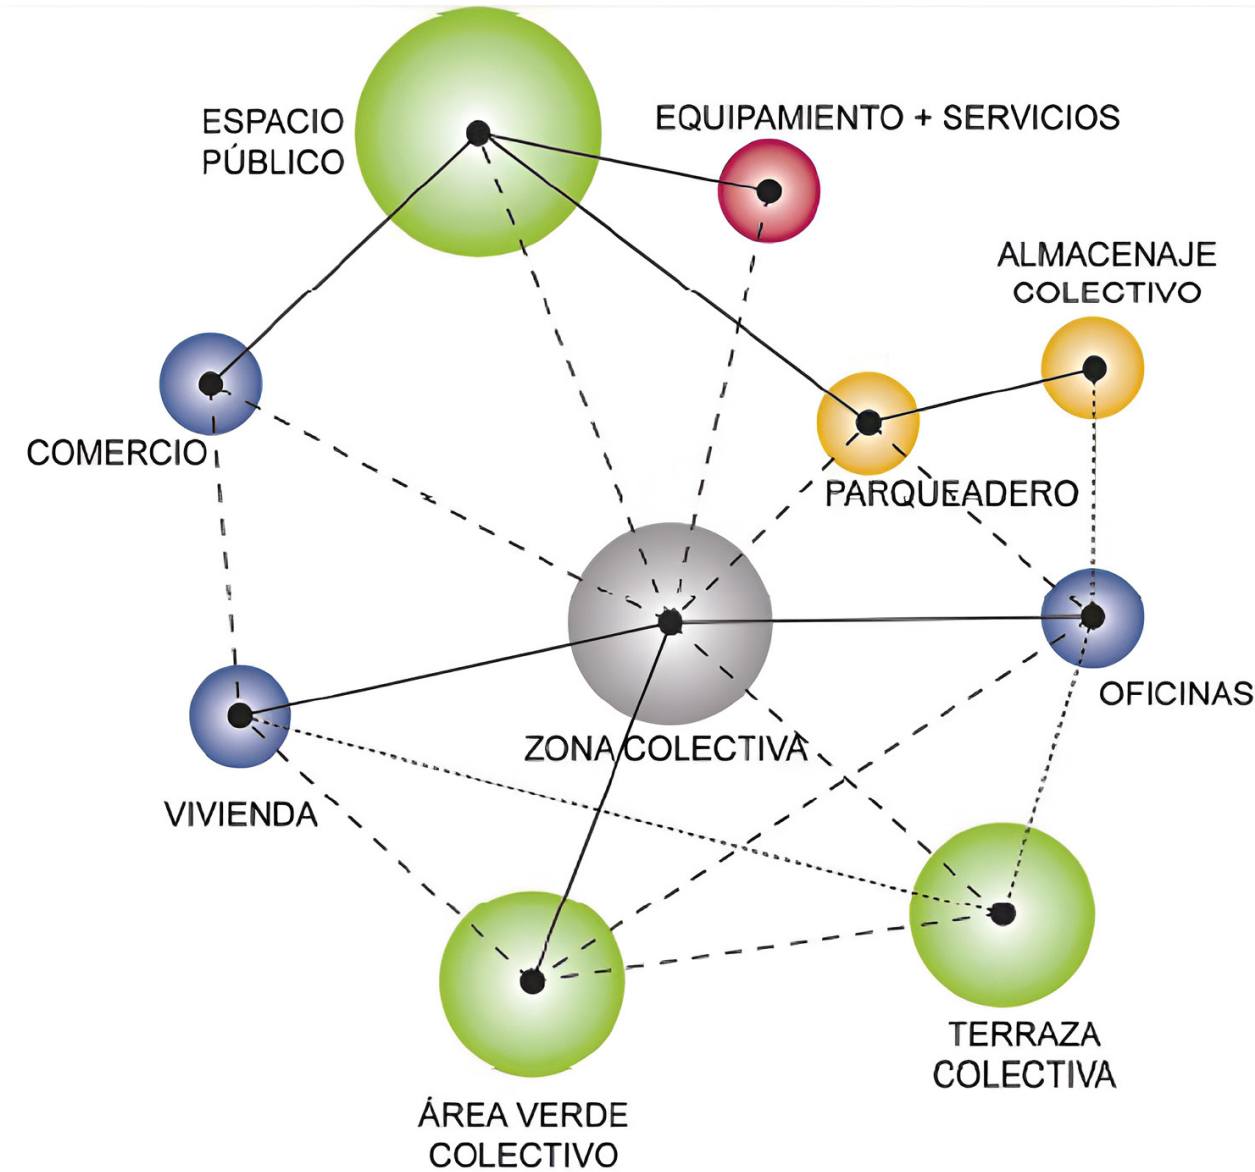 ESPACIO
PÚBLICO
EQUIPAMIENTO + SERVICIOS
ALMACENAJE
COLECTIVO
COMERCIO
PARQUEADERO
OFICINAS
ZONA COLECTIVA
VIVIENDA
TERRAZA
COLECTIVA
ÁREA VERDE
COLECTIVO